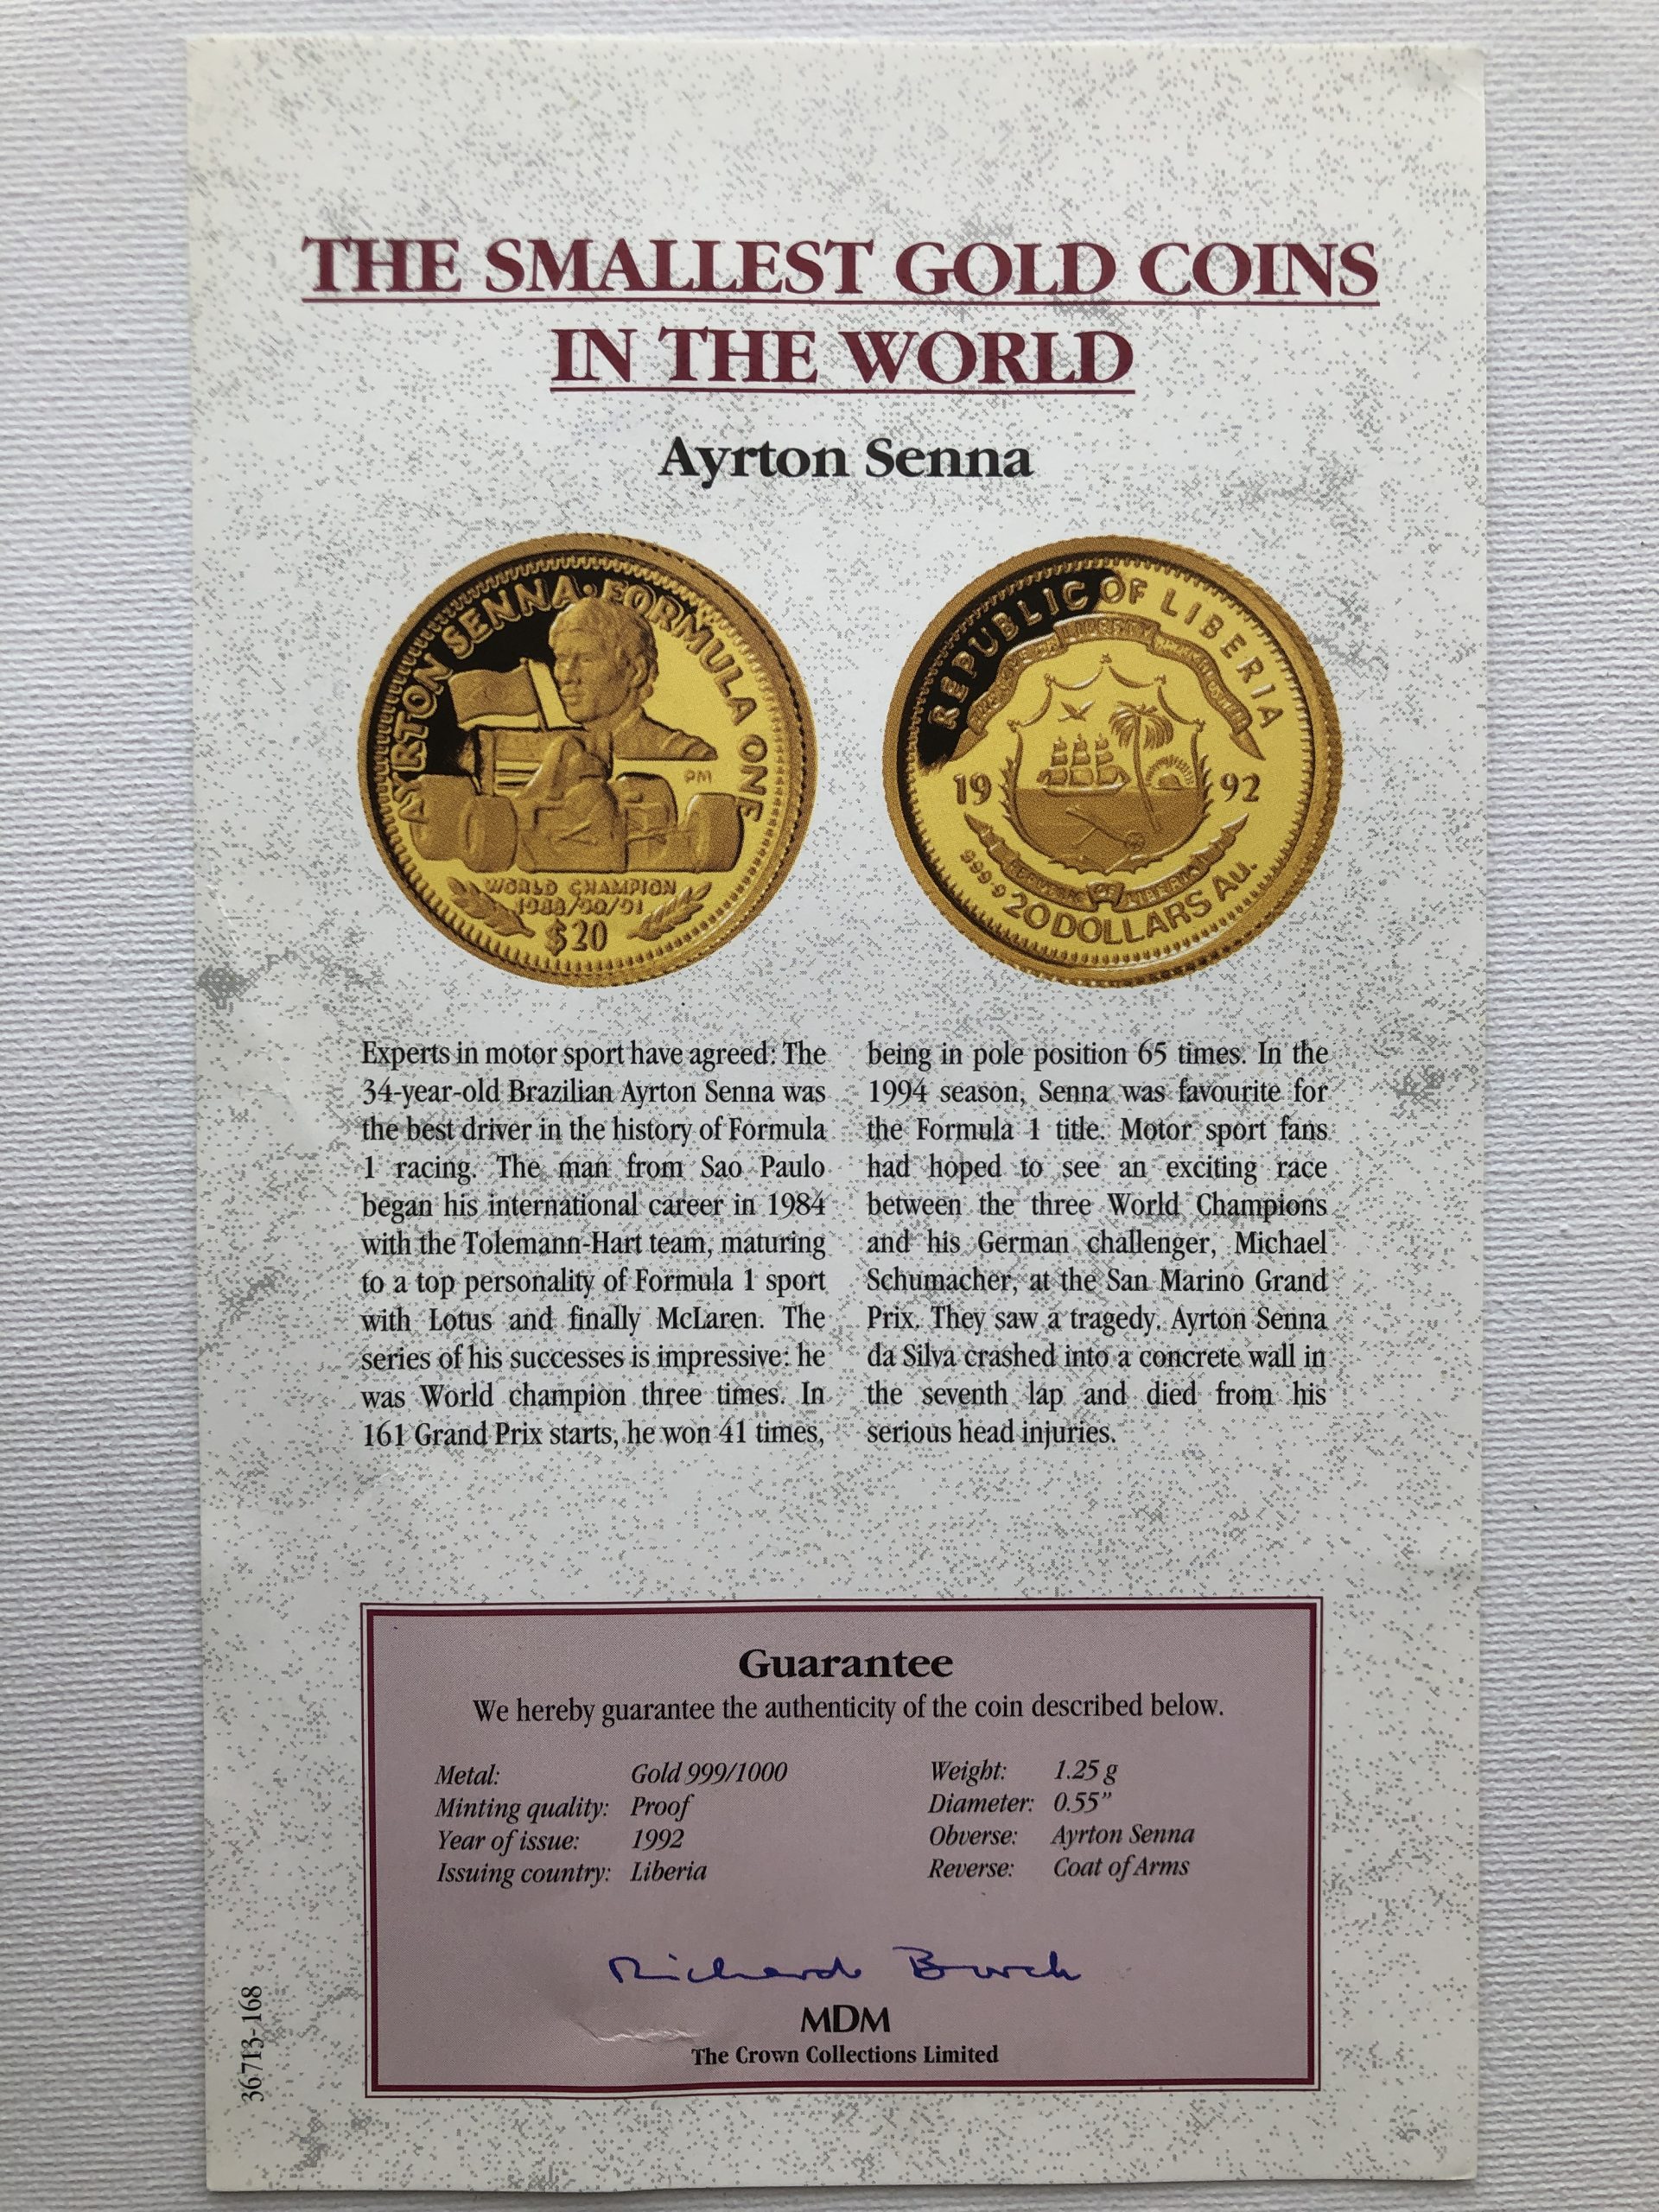 THE SMALLEST GOLD COINS
IN THE WORLD
Ayrton Senna
AYRTON SENNA • FORMULA ONE
PM
WORLD CHAMPION
1988/90/91
$20
REPUBLIC OF LIBERIA
LIBERTY
19 92
REPUBLIC OF LIBERIA
999·9 20 DOLLARS Au.
Experts in motor sport have agreed: The
34-year-old Brazilian Ayrton Senna was
the best driver in the history of Formula
1 racing. The man from Sao Paulo
began his international career in 1984
with the Tolemann-Hart team, maturing
to a top personality of Formula 1 sport
with Lotus and finally McLaren. The
series of his successes is impressive: he
was World champion three times. In
161 Grand Prix starts, he won 41 times,
being in pole position 65 times. In the
1994 season, Senna was favourite for
the Formula 1 title. Motor sport fans
had hoped to see an exciting race
between the three World Champions
and his German challenger, Michael
Schumacher, at the San Marino Grand
Prix. They saw a tragedy. Ayrton Senna
da Silva crashed into a concrete wall in
the seventh lap and died from his
serious head injuries.
Guarantee
We hereby guarantee the authenticity of the coin described below.
Metal: Gold 999/1000
Minting quality: Proof
Year of issue: 1992
Issuing country: Liberia
Weight: 1.25 g
Diameter: 0.55”
Obverse: Ayrton Senna
Reverse: Coat of Arms
Richard Burch
MDM
The Crown Collections Limited
36 713-168